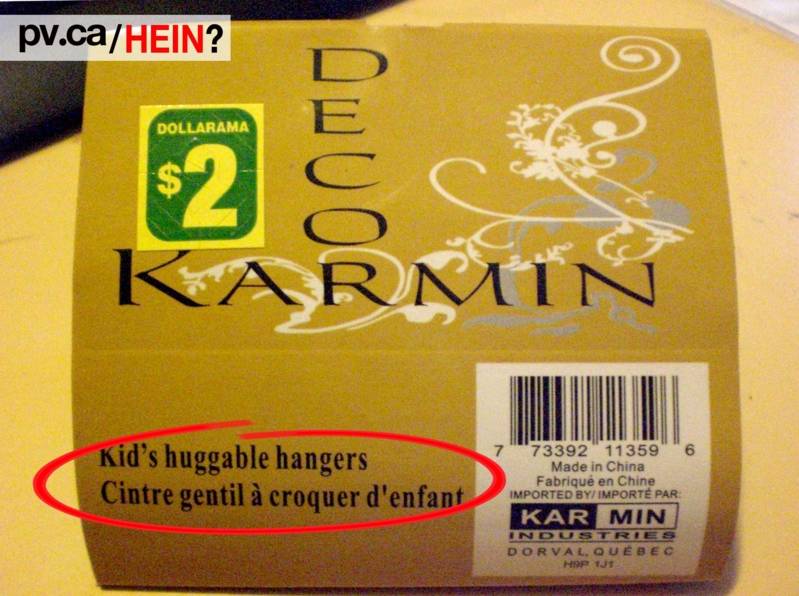 pv.ca/HEIN?
DECO
DOLLARAMA
$2
KARMIN
Kid's huggable hangers
Cintre gentil à croquer d'enfant
7 73392 11359 6
Made in China
Fabriqué en Chine
IMPORTED BY/ IMPORTÉ PAR:
KAR MIN
INDUSTRIES
DORVAL, QUÉBEC
H9P 1J1